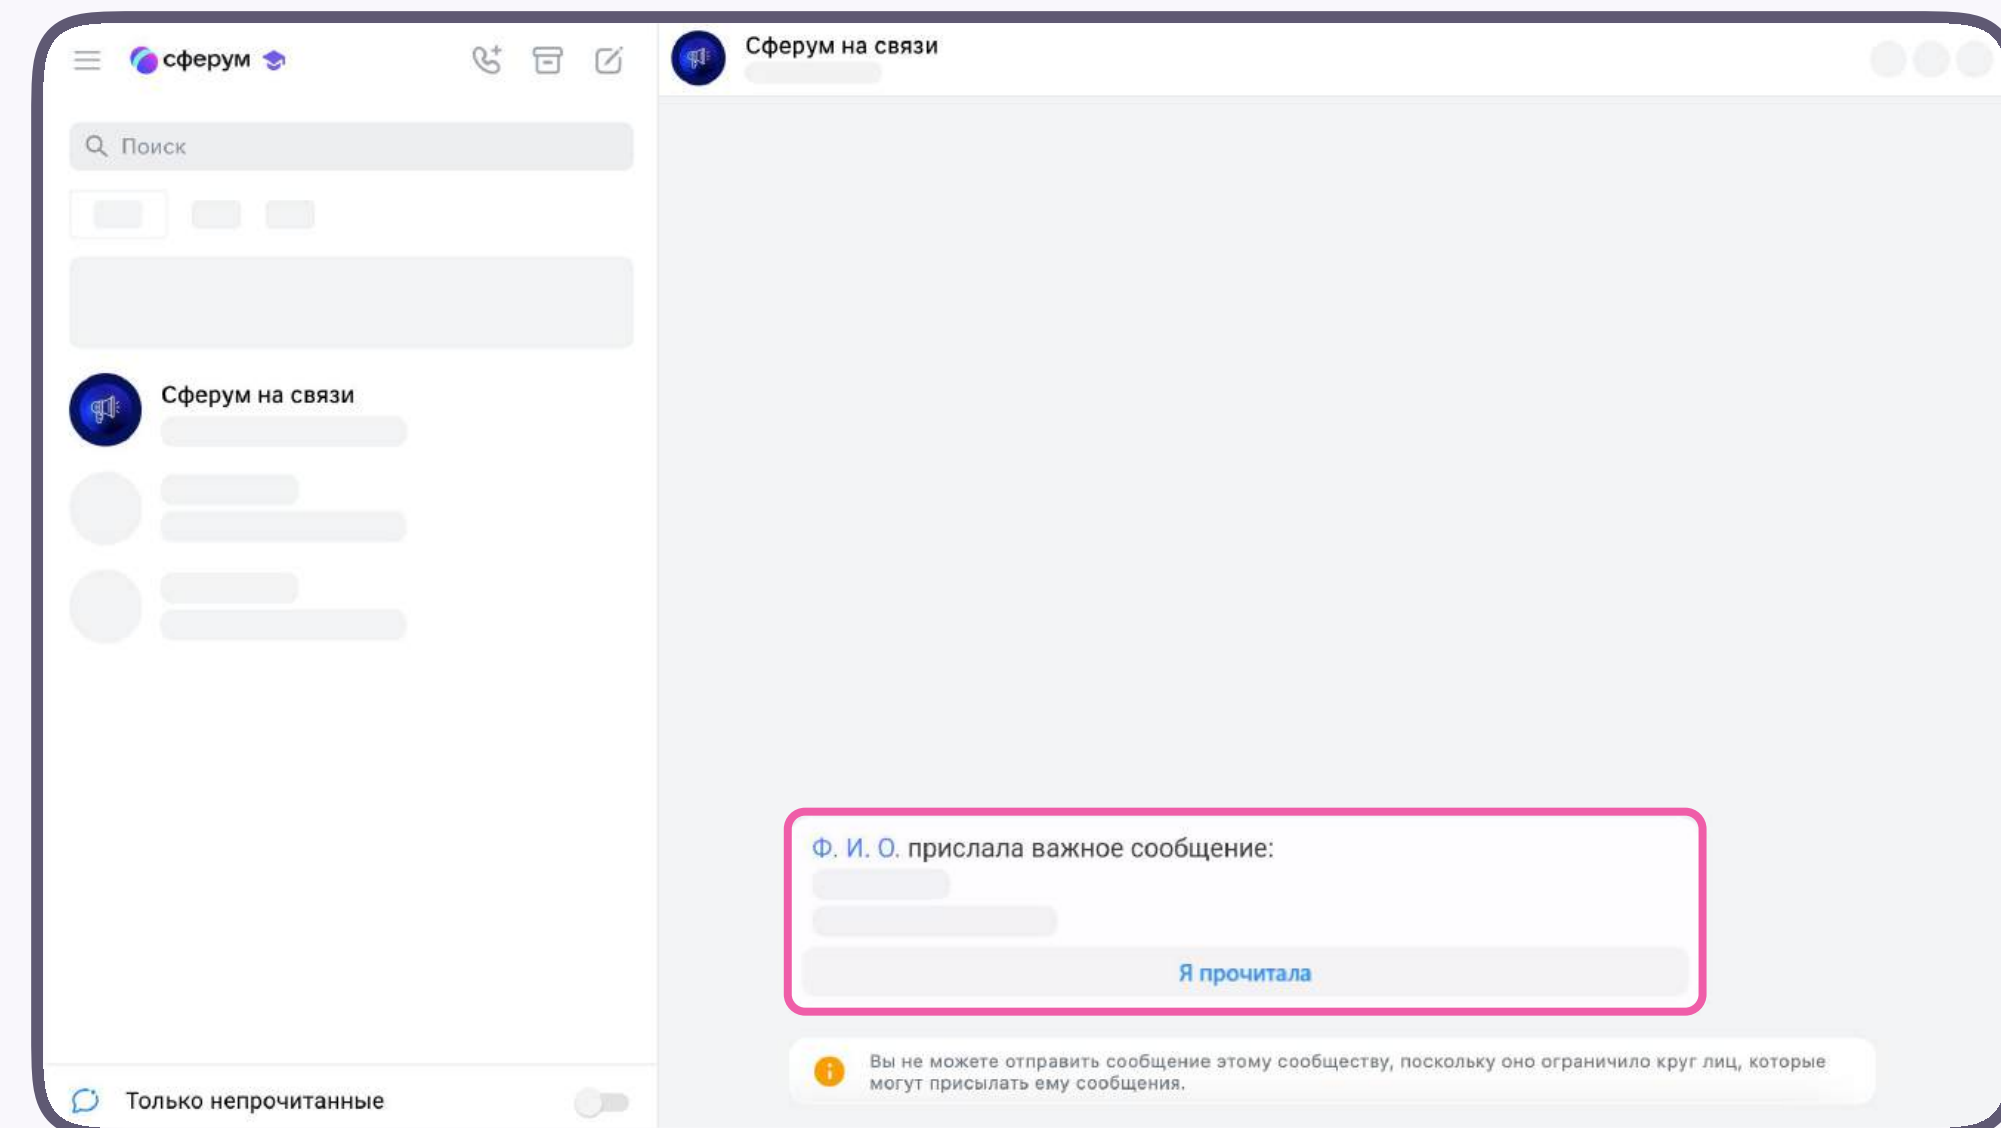 сферум
Поиск
Сферум на связи
Только непрочитанные
Сферум на связи
Ф. И. О. прислала важное сообщение:
Я прочитала
Вы не можете отправить сообщение этому сообществу, поскольку оно ограничило круг лиц, которые
могут присылать ему сообщения.